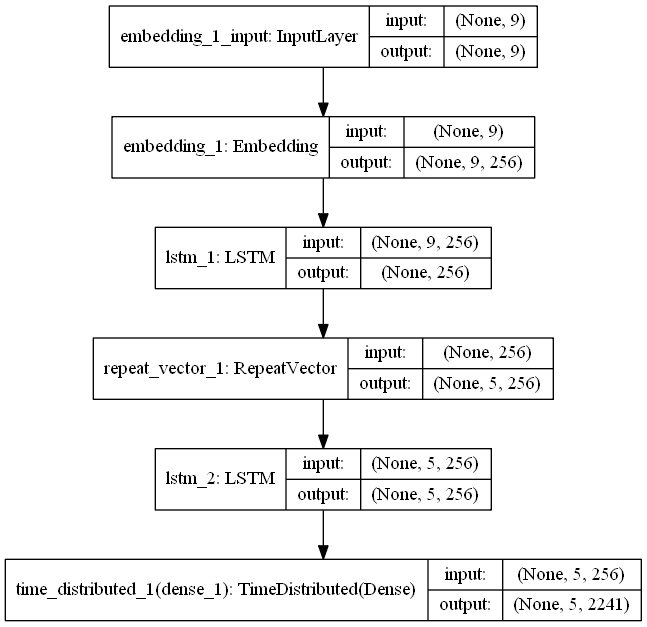 embedding_1_input: InputLayer
input: (None, 9)
output: (None, 9)
embedding_1: Embedding
input: (None, 9)
output: (None, 9, 256)
lstm_1: LSTM
input: (None, 9, 256)
output: (None, 256)
repeat_vector_1: RepeatVector
input: (None, 256)
output: (None, 5, 256)
lstm_2: LSTM
input: (None, 5, 256)
output: (None, 5, 256)
time_distributed_1(dense_1): TimeDistributed(Dense)
input: (None, 5, 256)
output: (None, 5, 2241)